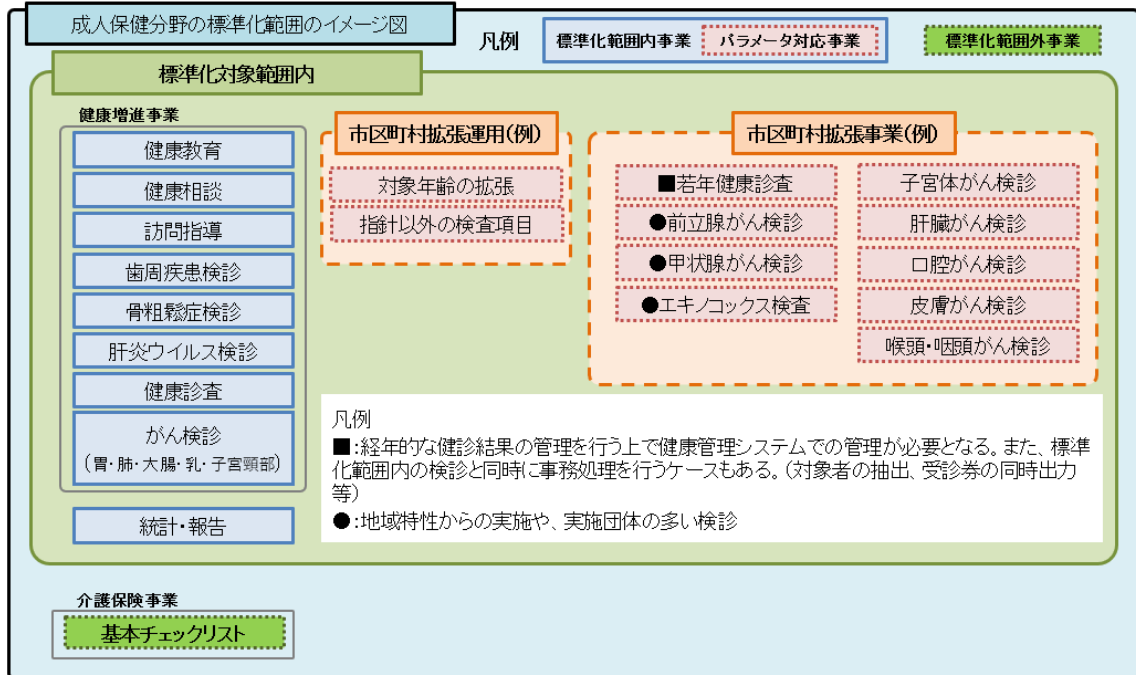 成人保健分野の標準化範囲のイメージ図
凡例
標準化範囲内事業
パラメータ対応事業
標準化範囲外事業
標準化対象範囲内
健康増進事業
健康教育
健康相談
訪問指導
歯周疾患検診
骨粗鬆症検診
肝炎ウイルス検診
健康診査
がん検診
(胃・肺・大腸・乳・子宮頸部)
統計・報告
市区町村拡張運用(例)
対象年齢の拡張
指針以外の検査項目
市区町村拡張事業(例)
■若年健康診査
●前立腺がん検診
●甲状腺がん検診
●エキノコックス検査
子宮体がん検診
肝臓がん検診
口腔がん検診
皮膚がん検診
喉頭・咽頭がん検診
凡例
■:経年的な健診結果の管理を行う上で健康管理システムでの管理が必要となる。また、標準
化範囲内の検診と同時に事務処理を行うケースもある。(対象者の抽出、受診券の同時出力
等)
●:地域特性からの実施や、実施団体の多い検診
介護保険事業
基本チェックリスト